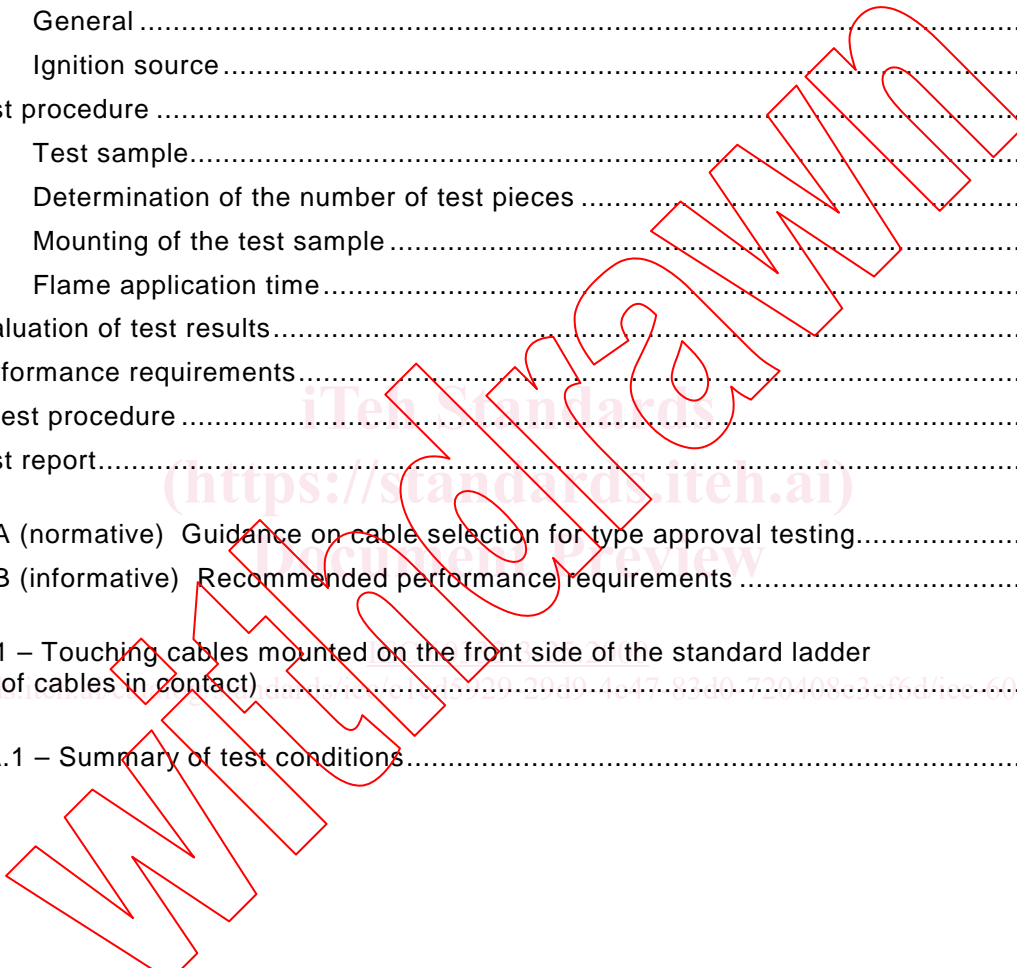 General ........................................................
Ignition source ........................................................
st procedure ........................................................
Test sample ........................................................
Determination of the number of test pieces ........................................................
Mounting of the test sample ........................................................
Flame application time ........................................................
aluation of test results ........................................................
formance requirements ........................................................
iTeh Standards
est procedure ........................................................
st report ........................................................
(https://standards.iteh.ai)
A (normative) Guidance on cable selection for type approval testing ........................................................
Document Preview
B (informative) Recommended performance requirements ........................................................
1 – Touching cables mounted on the front side of the standard ladder
of cables in contact) ........................................................
.1 – Summary of test conditions ........................................................
withdrawn